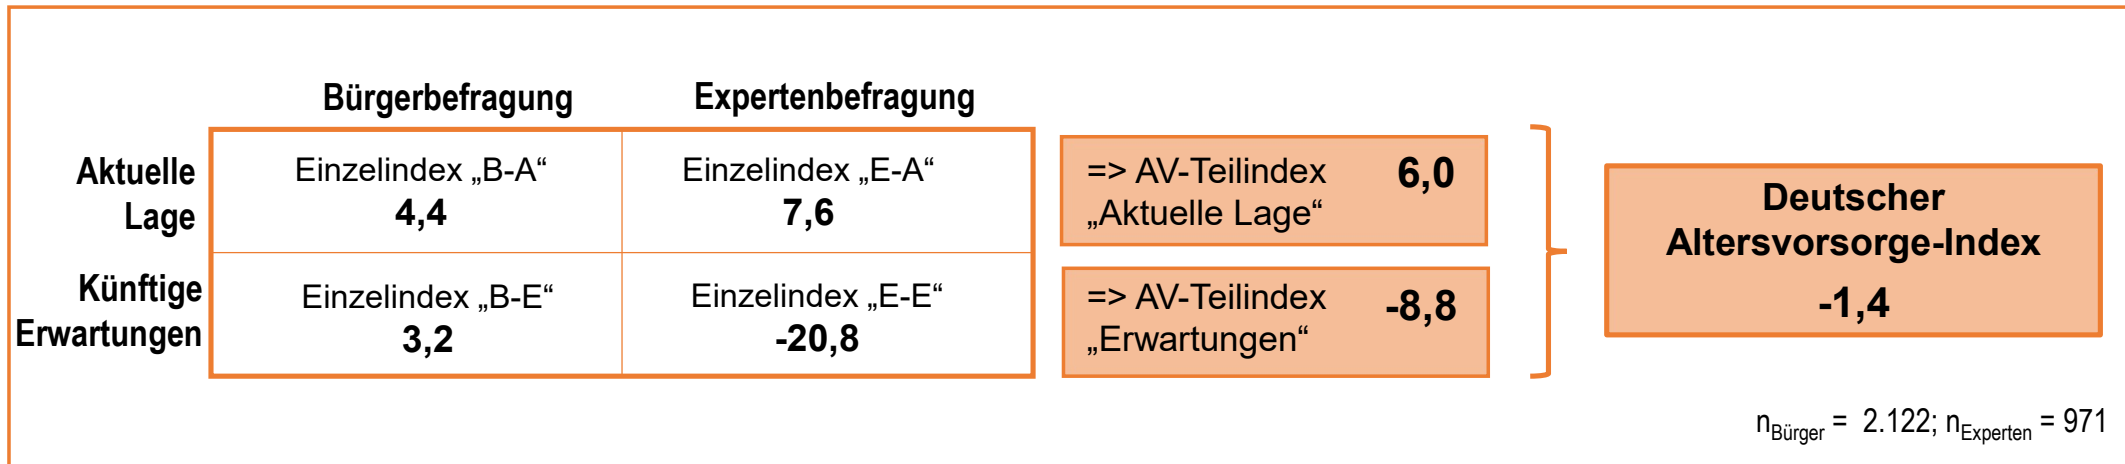 Bürgerbefragung
Expertenbefragung
Aktuelle
Lage
Einzelindex „B-A“
4,4
Einzelindex „E-A“
7,6
=> AV-Teilindex 6,0
„Aktuelle Lage“
Künftige
Erwartungen
Einzelindex „B-E“
3,2
Einzelindex „E-E“
-20,8
=> AV-Teilindex -8,8
„Erwartungen“
Deutscher
Altersvorsorge-Index
-1,4
nBürger = 2.122; nExperten = 971